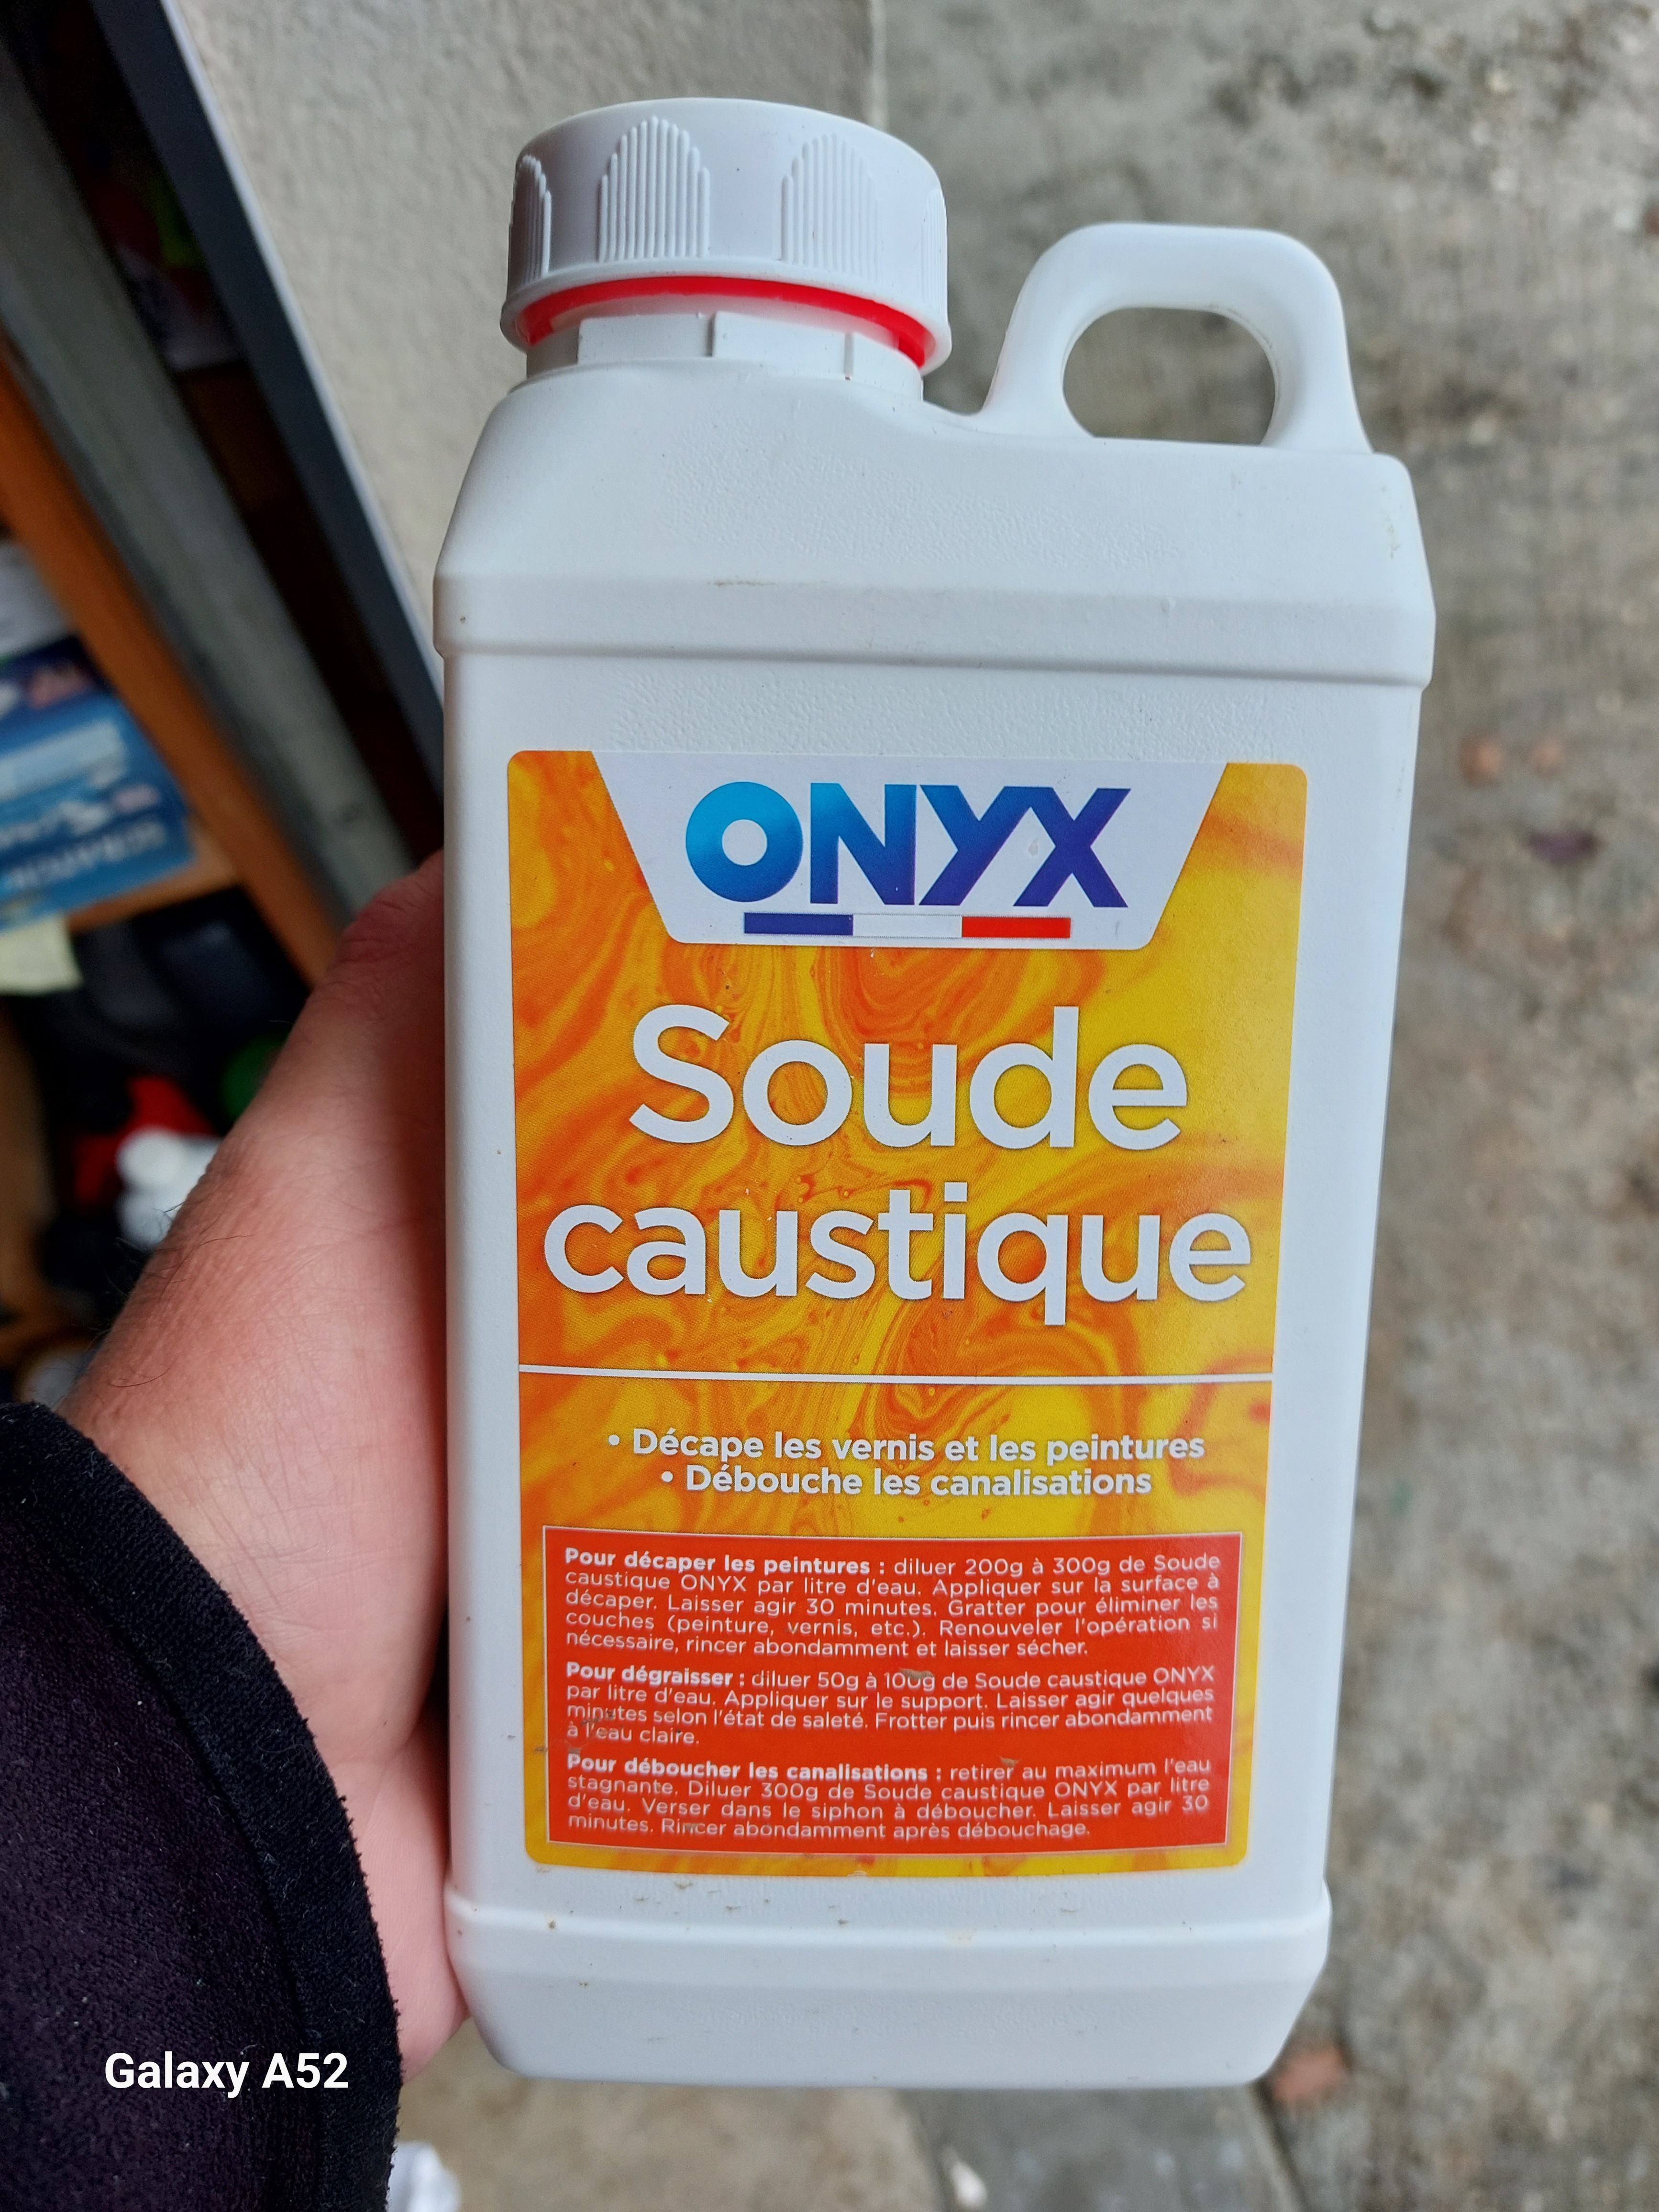 ONYX
Soude
caustique
• Décape les vernis et les peintures
• Débouche les canalisations
Pour décaper les peintures : diluer 200g à 300g de Soude
caustique ONYX par litre d'eau. Appliquer sur la surface à
décaper. Laisser agir 30 minutes. Gratter pour éliminer les
couches (peinture, vernis, etc.). Renouveler l'opération si
nécessaire, rincer abondamment et laisser sécher.
Pour dégraisser : diluer 50g à 100g de Soude caustique ONYX
par litre d'eau. Appliquer sur le support. Laisser agir quelques
minutes selon l'état de saleté. Frotter puis rincer abondamment
à l'eau claire.
Pour déboucher les canalisations : retirer au maximum l'eau
stagnante. Diluer 300g de Soude caustique ONYX par litre
d'eau. Verser dans le siphon à déboucher. Laisser agir 30
minutes. Rincer abondamment après débouchage.
Galaxy A52